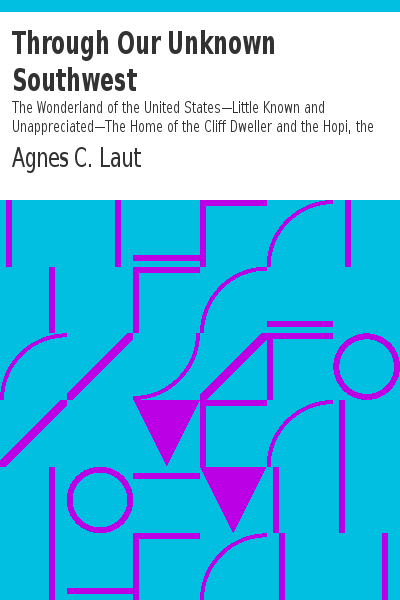 Through Our Unknown
Southwest
The Wonderland of the United States—Little Known and
Unappreciated—The Home of the Cliff Dweller and the Hopi, the
Agnes C. Laut